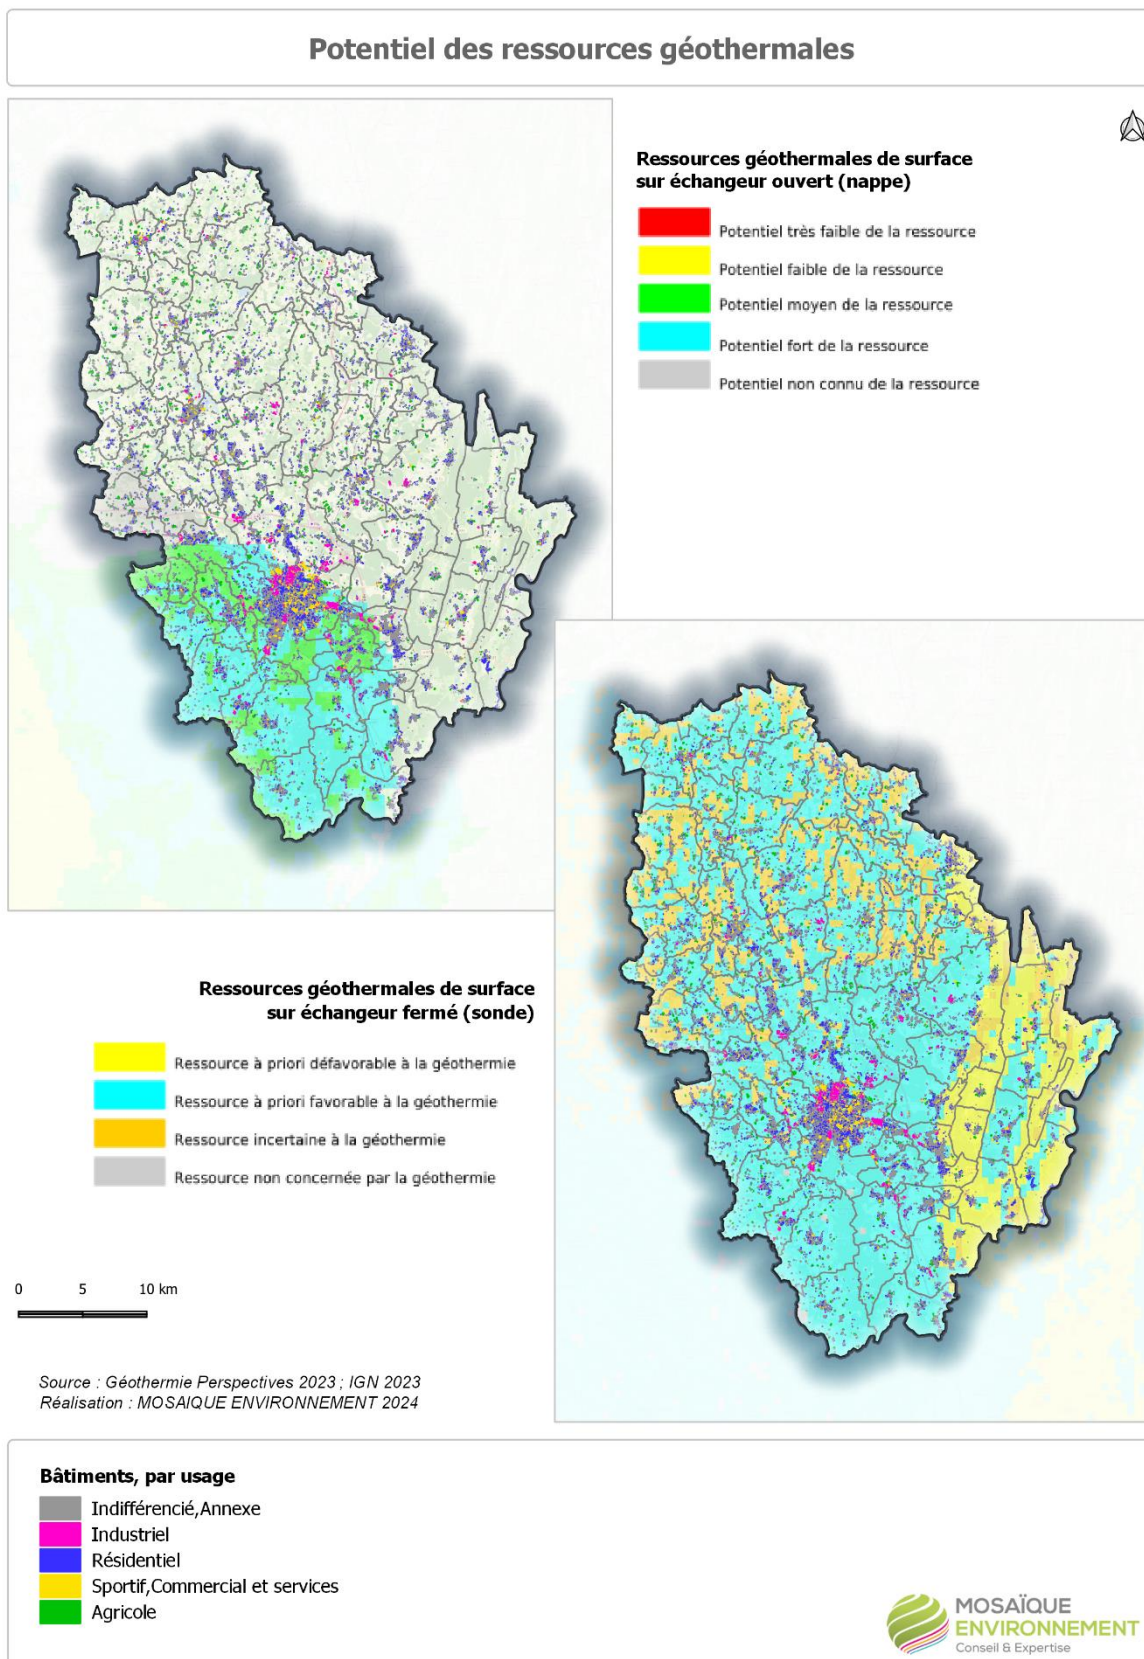 Potentiel des ressources géothermales
Ressources géothermales de surface
sur échangeur ouvert (nappe)
Potentiel très faible de la ressource
Potentiel faible de la ressource
Potentiel moyen de la ressource
Potentiel fort de la ressource
Potentiel non connu de la ressource
Ressources géothermales de surface
sur échangeur fermé (sonde)
Ressource à priori défavorable à la géothermie
Ressource à priori favorable à la géothermie
Ressource incertaine à la géothermie
Ressource non concernée par la géothermie
0 5 10 km
Source : Géothermie Perspectives 2023 ; IGN 2023
Réalisation : MOSAIQUE ENVIRONNEMENT 2024
Bâtiments, par usage
Indifférencié,Annexe
Industriel
Résidentiel
Sportif,Commercial et services
Agricole
MOSAÏQUE
ENVIRONNEMENT
Conseil & Expertise